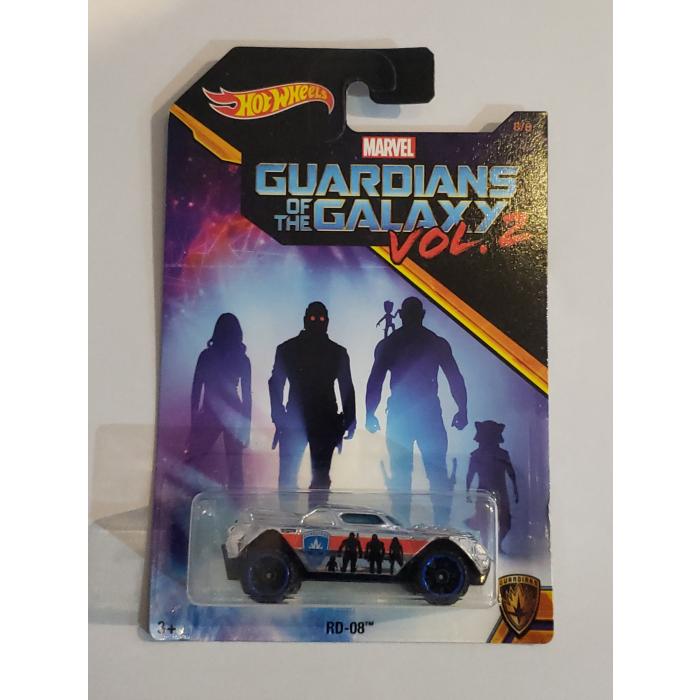 HOT WHEELS
8/8
MARVEL
GUARDIANS
OF THE GALAXY
VOL. 2
GUARDIANS
3+
RD-08™